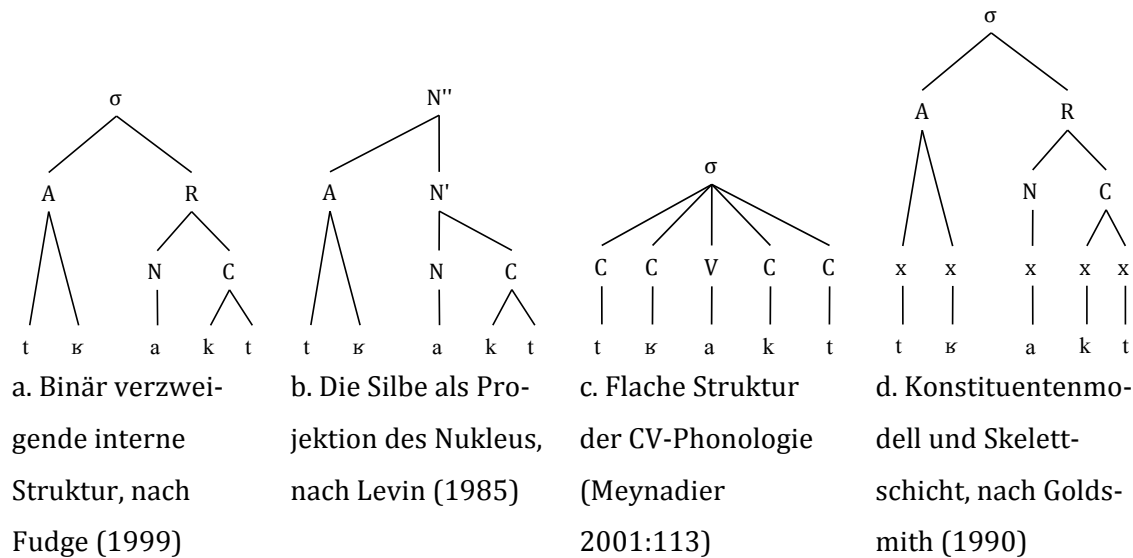 σ
A R
N C
t ʁ a k t
a. Binär verzwei-
gende interne
Struktur, nach
Fudge (1999)
N''
A N'
N C
t ʁ a k t
b. Die Silbe als Pro-
jektion des Nukleus,
nach Levin (1985)
σ
C C V C C
t ʁ a k t
c. Flache Struktur
der CV-Phonologie
(Meynadier
2001:113)
σ
A R
N C
x x x x x
t ʁ a k t
d. Konstituentenmo-
dell und Skelett-
schicht, nach Golds-
mith (1990)